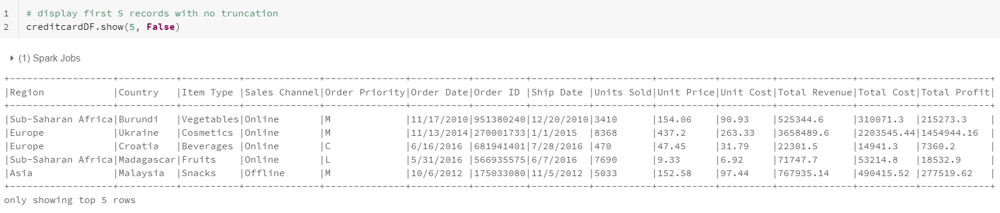 1 # display first 5 records with no truncation
2 creditcardDF.show(5, False)
(1) Spark Jobs
+------------------+----------+----------+-------------+--------------+----------+---------+----------+----------+----------+---------+-------------+----------+------------+
|Region            |Country   |Item Type |Sales Channel|Order Priority|Order Date|Order ID |Ship Date |Units Sold|Unit Price|Unit Cost|Total Revenue|Total Cost|Total Profit|
+------------------+----------+----------+-------------+--------------+----------+---------+----------+----------+----------+---------+-------------+----------+------------+
|Sub-Saharan Africa|Burundi   |Vegetables|Online       |M             |11/17/2010|951380240|12/20/2010|3410      |154.06    |90.93    |525344.6     |310071.3  |215273.3    |
|Europe            |Ukraine   |Cosmetics |Online       |M             |11/13/2014|270001733|1/1/2015  |8368      |437.2     |263.33   |3658489.6    |2203545.44|1454944.16  |
|Europe            |Croatia   |Beverages |Online       |C             |6/16/2016 |681941401|7/28/2016 |470       |47.45     |31.79    |22301.5      |14941.3   |7360.2      |
|Sub-Saharan Africa|Madagascar|Fruits    |Online       |L             |5/31/2016 |566935575|6/7/2016  |7690      |9.33      |6.92     |71747.7      |53214.8   |18532.9     |
|Asia              |Malaysia  |Snacks    |Offline      |M             |10/6/2012 |175033080|11/5/2012 |5033      |152.58    |97.44    |767935.14    |490415.52 |277519.62   |
+------------------+----------+----------+-------------+--------------+----------+---------+----------+----------+----------+---------+-------------+----------+------------+
only showing top 5 rows